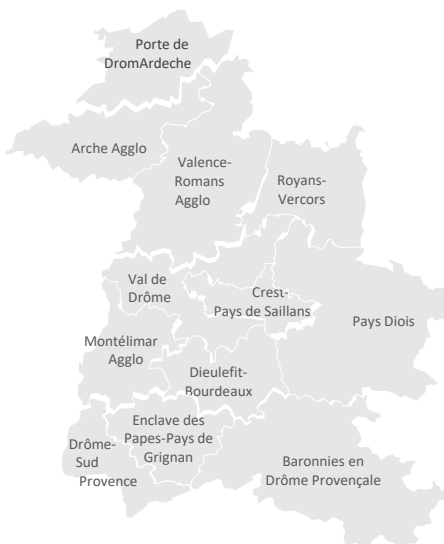 Porte de
DromArdeche
Arche Agglo
Valence-
Romans
Agglo
Royans-
Vercors
Val de
Drôme
Crest-
Pays de Saillans
Pays Diois
Montélimar
Agglo
Dieulefit-
Bourdeaux
Enclave des
Papes-Pays de
Grignan
Drôme-
Sud
Provence
Baronnies en
Drôme Provençale